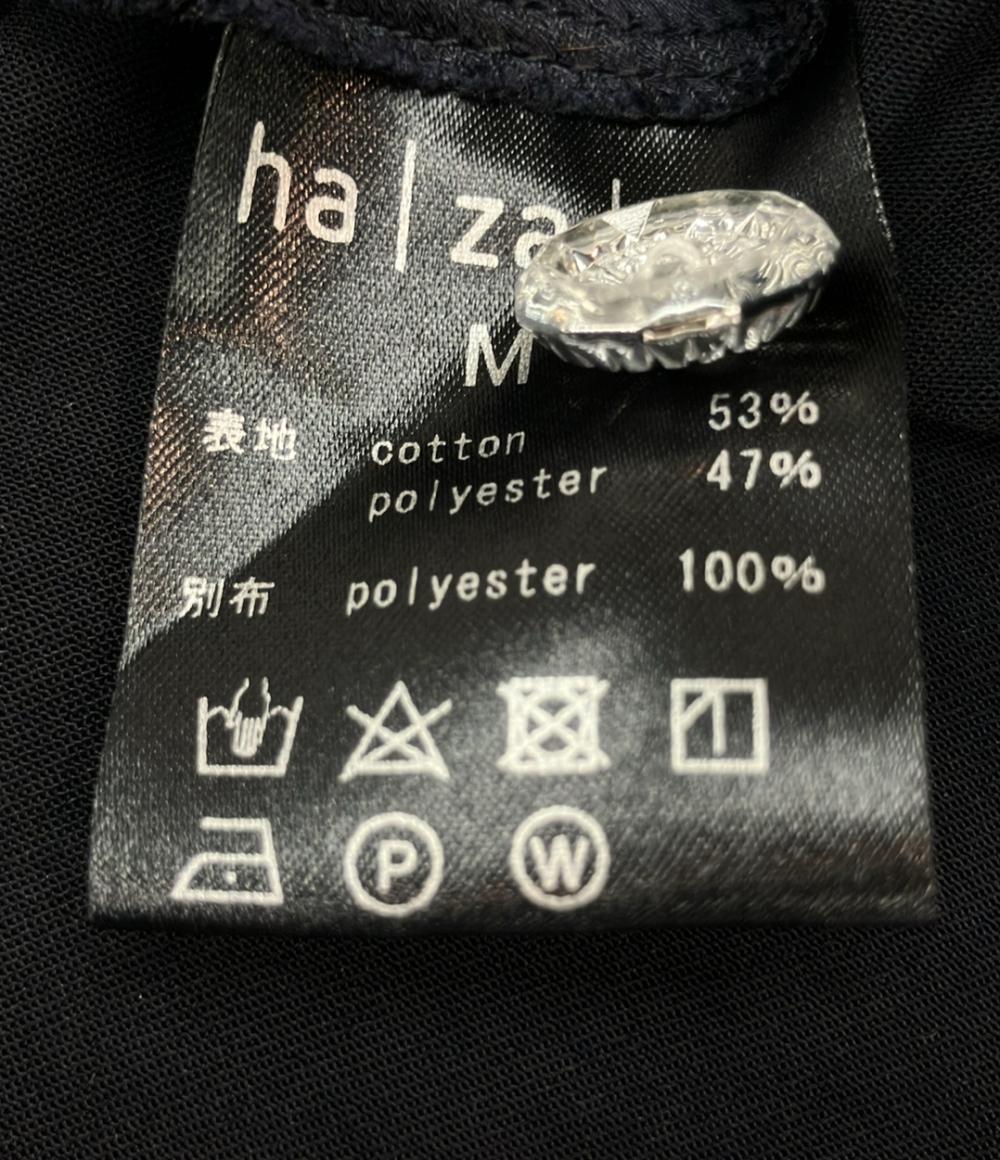 ha|za|
M
表地 cotton 53%
polyester 47%
別布 polyester 100%
P W